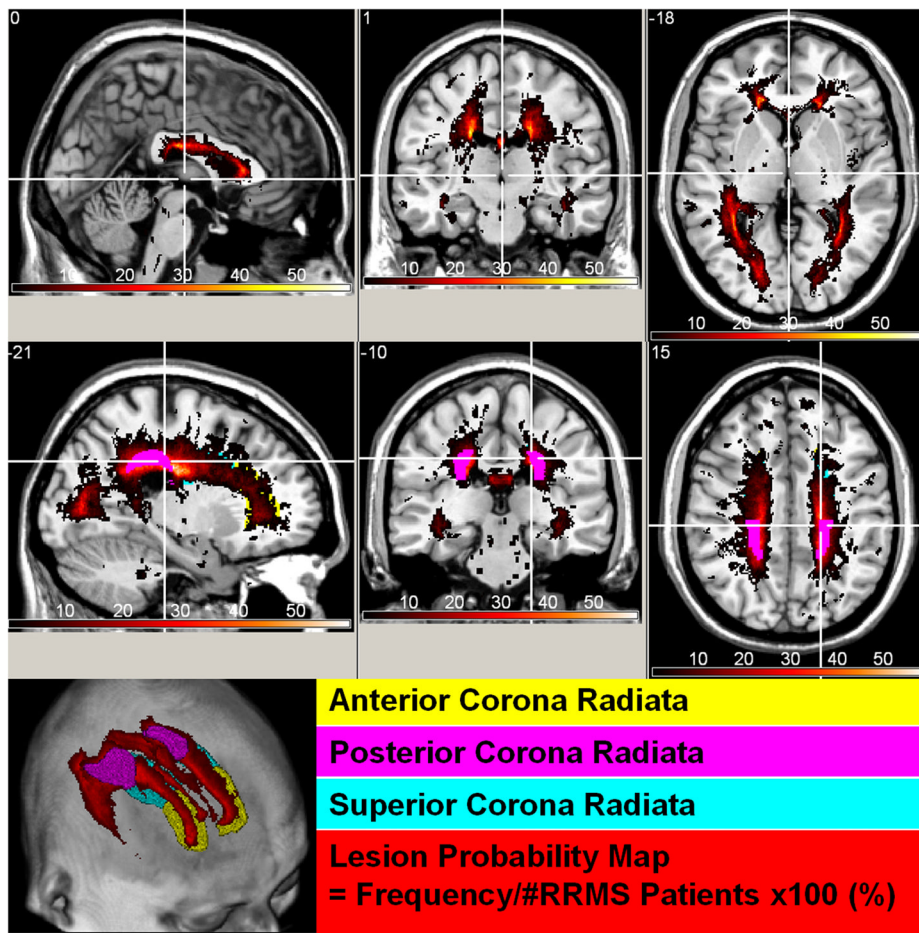 0
1
-18
10 20 30 40 50
10 20 30 40 50
10 20 30 40 50
-21
-10
15
10 20 30 40 50
10 20 30 40 50
10 20 30 40 50
Anterior Corona Radiata
Posterior Corona Radiata
Superior Corona Radiata
Lesion Probability Map
= Frequency/#RRMS Patients x100 (%)